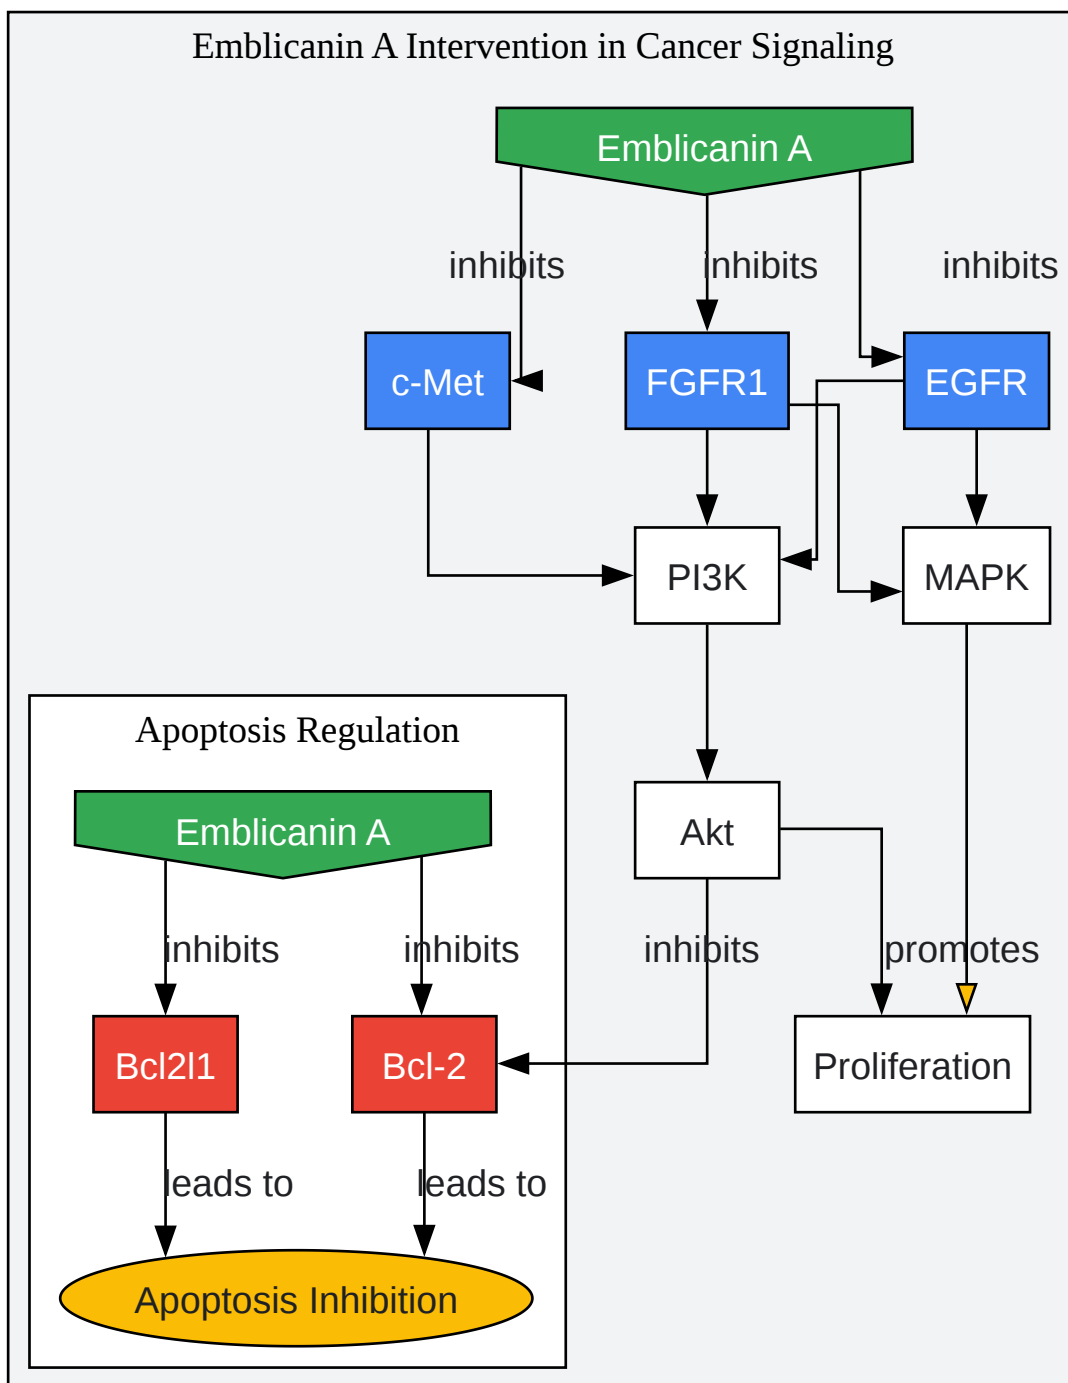 Emblicanin A Intervention in Cancer Signaling
Emblicanin A
inhibits
inhibits
inhibits
c-Met
FGFR1
EGFR
PI3K
MAPK
Apoptosis Regulation
Emblicanin A
Akt
inhibits
inhibits
inhibits
promotes
Bcl2l1
Bcl-2
Proliferation
leads to
leads to
Apoptosis Inhibition